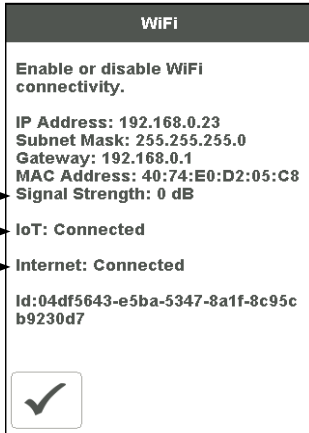 WiFi
Enable or disable WiFi
connectivity.
IP Address: 192.168.0.23
Subnet Mask: 255.255.255.0
Gateway: 192.168.0.1
MAC Address: 40:74:E0:D2:05:C8
Signal Strength: 0 dB
IoT: Connected
Internet: Connected
Id:04df5643-e5ba-5347-8a1f-8c95c
b9230d7